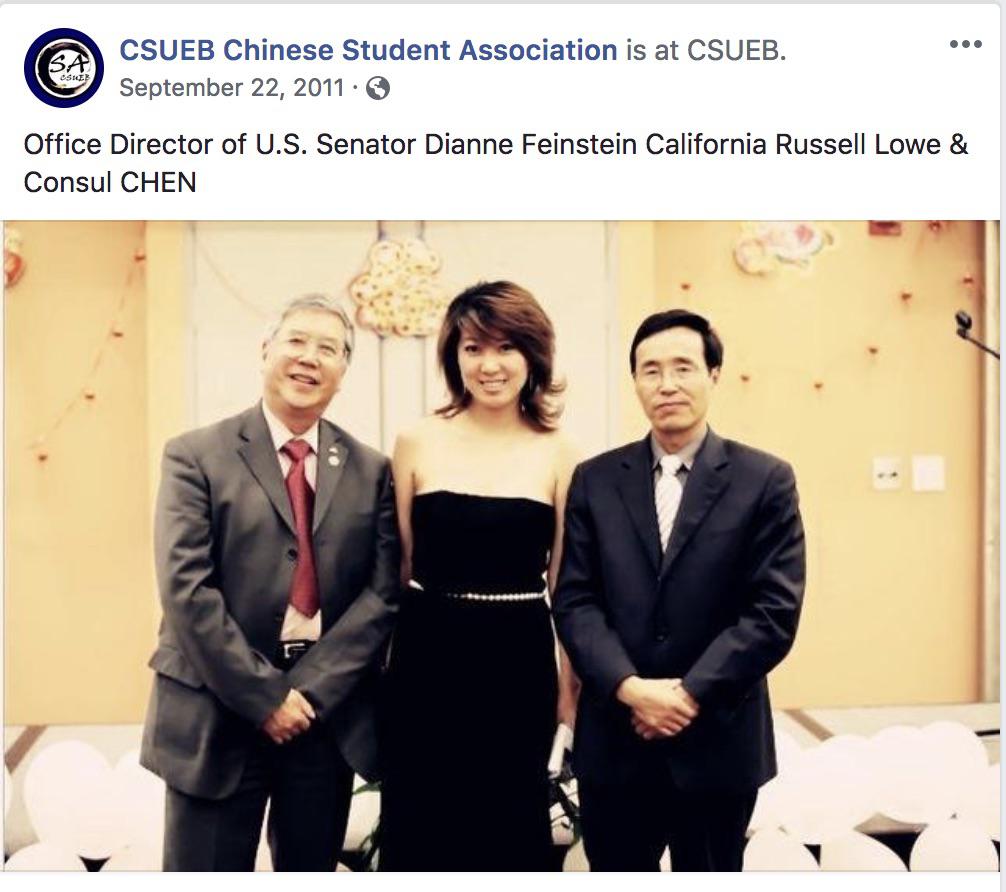 SA
CSUEB
CSUEB Chinese Student Association is at CSUEB.
September 22, 2011 ·
Office Director of U.S. Senator Dianne Feinstein California Russell Lowe &
Consul CHEN